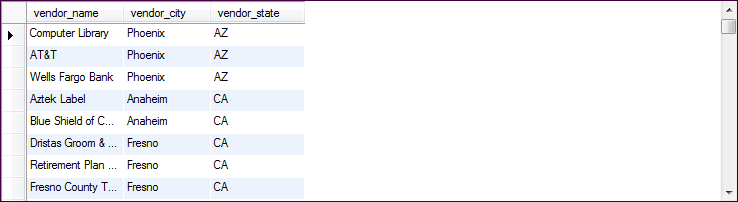 vendor_name vendor_city vendor_state
Computer Library Phoenix AZ
AT&T Phoenix AZ
Wells Fargo Bank Phoenix AZ
Aztek Label Anaheim CA
Blue Shield of C... Anaheim CA
Dristas Groom & ... Fresno CA
Retirement Plan ... Fresno CA
Fresno County T... Fresno CA